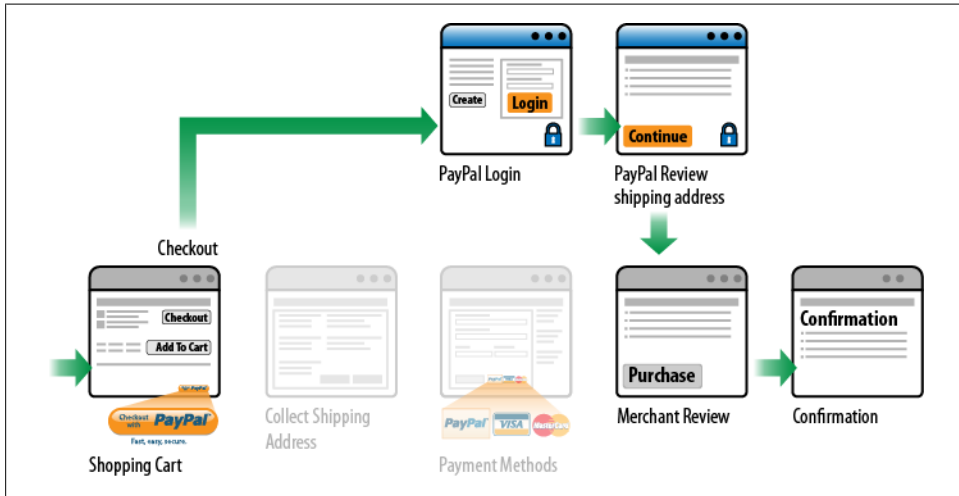 Create
Login
Continue
PayPal Login
PayPal Review
shipping address
Checkout
Checkout
Add To Cart
Checkout
with
PayPal
Fast, easy, secure.
Shopping Cart
Collect Shipping
Address
PayPal
VISA
MasterCard
Payment Methods
Purchase
Merchant Review
Confirmation
Confirmation